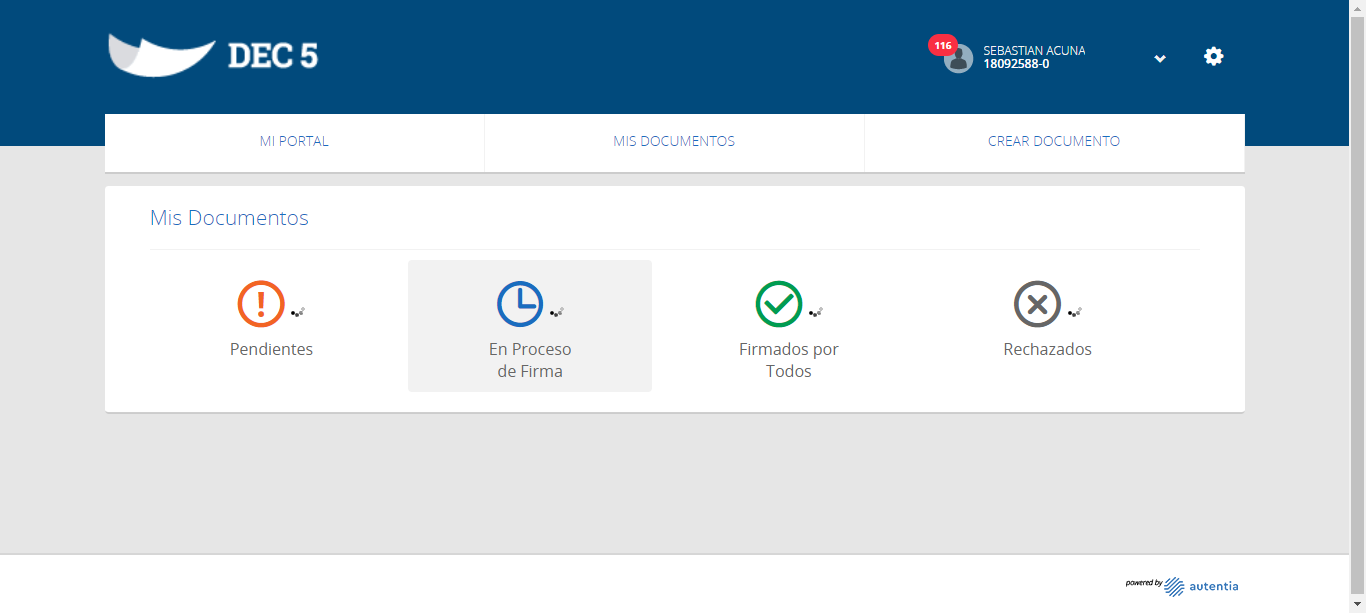 DEC 5
116
SEBASTIAN ACUNA
18092588-0
MI PORTAL
MIS DOCUMENTOS
CREAR DOCUMENTO
Mis Documentos
Pendientes
En Proceso
de Firma
Firmados por
Todos
Rechazados
powered by autentia